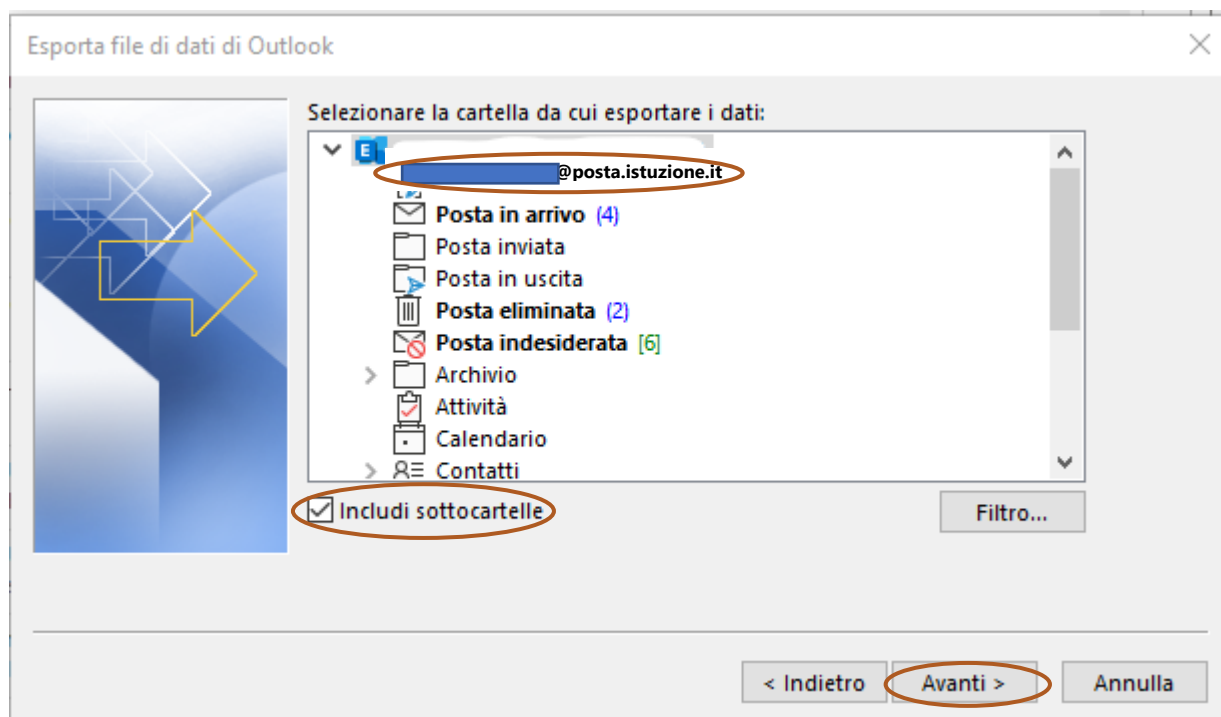 Esporta file di dati di Outlook
Selezionare la cartella da cui esportare i dati:
E
@posta.istuzione.it
Posta in arrivo (4)
Posta inviata
Posta in uscita
Posta eliminata (2)
Posta indesiderata [6]
Archivio
Attività
Calendario
Contatti
Includi sottocartelle
Filtro...
< Indietro Avanti > Annulla